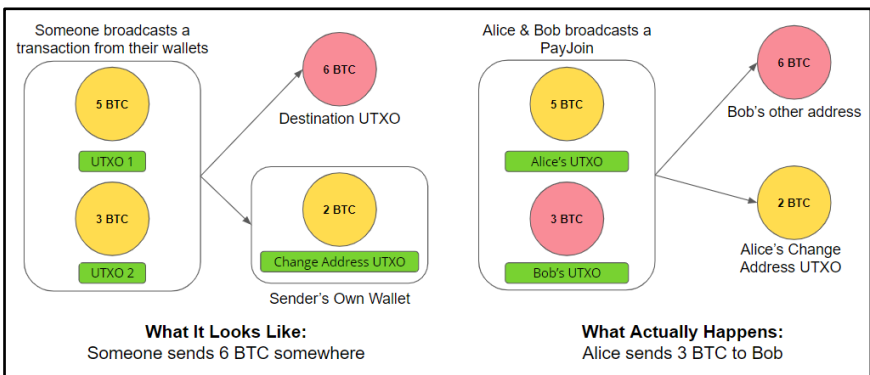 Someone broadcasts a
transaction from their wallets
5 BTC
UTXO 1
3 BTC
UTXO 2
6 BTC
Destination UTXO
2 BTC
Change Address UTXO
Sender's Own Wallet
What It Looks Like:
Someone sends 6 BTC somewhere
Alice & Bob broadcasts a
PayJoin
5 BTC
Alice's UTXO
3 BTC
Bob's UTXO
6 BTC
Bob's other address
2 BTC
Alice's Change
Address UTXO
What Actually Happens:
Alice sends 3 BTC to Bob